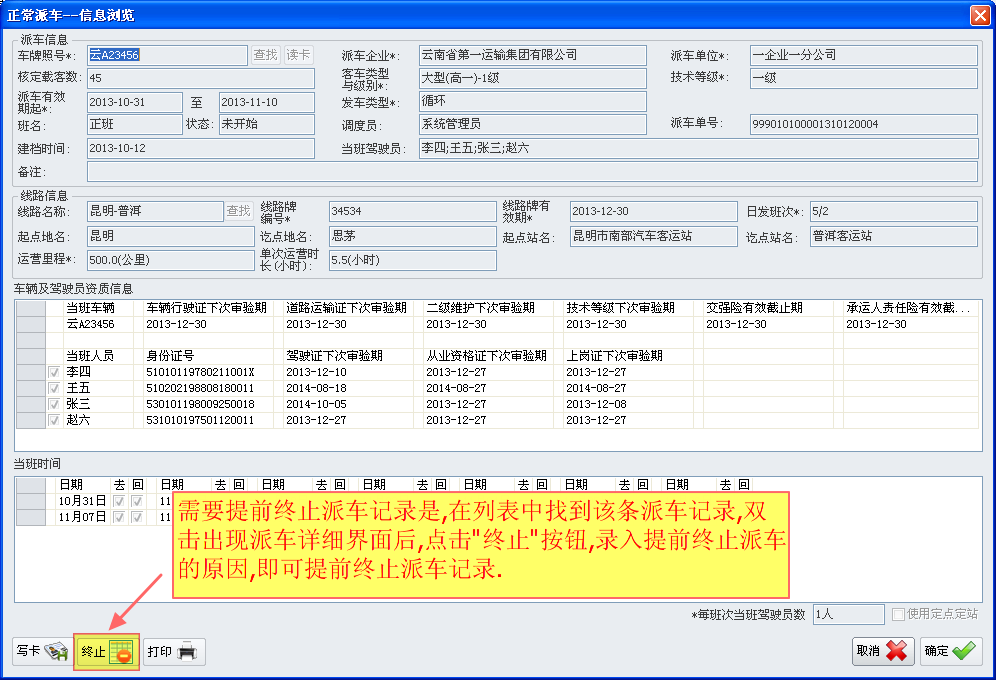 正常派车--信息浏览
派车信息
车牌照号*: 云A23456 查找 读卡 派车企业*: 云南省第一运输集团有限公司 派车单位*: 一企业一分公司
核定载客数: 45 客车类型与级别*: 大型(高一)-1级 技术等级*: 一级
派车有效期起*: 2013-10-31 至 2013-11-10 发车类型*: 循环
班名: 正班 状态: 未开始 调度员: 系统管理员 派车单号: 999010100001310120004
建档时间: 2013-10-12 当班驾驶员: 李四;王五;张三;赵六
备注:
线路信息
线路名称: 昆明-普洱 查找 线路牌编号* 34534 线路牌有效期* 2013-12-30 日发班次*: 5/2
起点地名: 昆明 讫点地名: 思茅 起点站名: 昆明市南部汽车客运站 讫点站名: 普洱客运站
运营里程*: 500.0(公里) 单次运营时长(小时): 5.5(小时)
车辆及驾驶员资质信息
当班车辆 车辆行驶证下次审验期 道路运输证下次审验期 二级维护下次审验期 技术等级下次审验期 交强险有效截止期 承运人责任险有效截...
云A23456 2013-12-30 2013-12-30 2013-12-30 2013-12-30 2013-12-30 2013-12-30
当班人员 身份证号 驾驶证下次审验期 从业资格证下次审验期 上岗证下次审验期
李四 51010119780211001X 2013-12-10 2013-12-27 2013-12-27
王五 510202198808180011 2014-08-18 2014-08-27 2014-08-27
张三 530101198009250018 2014-10-05 2013-12-27 2013-12-08
赵六 531010197501120011 2013-12-27 2013-12-27 2013-12-27
当班时间
日期 去 回 日期 去 回 日期 去 回 日期 去 回 日期 去 回 日期 去 回 日期 去 回
10月31日 11
11月07日 11
需要提前终止派车记录是,在列表中找到该条派车记录,双
击出现派车详细界面后,点击"终止"按钮,录入提前终止派车
的原因,即可提前终止派车记录.
*每班次当班驾驶员数 1人 使用定点定站
写卡 终止 打印 取消 确定